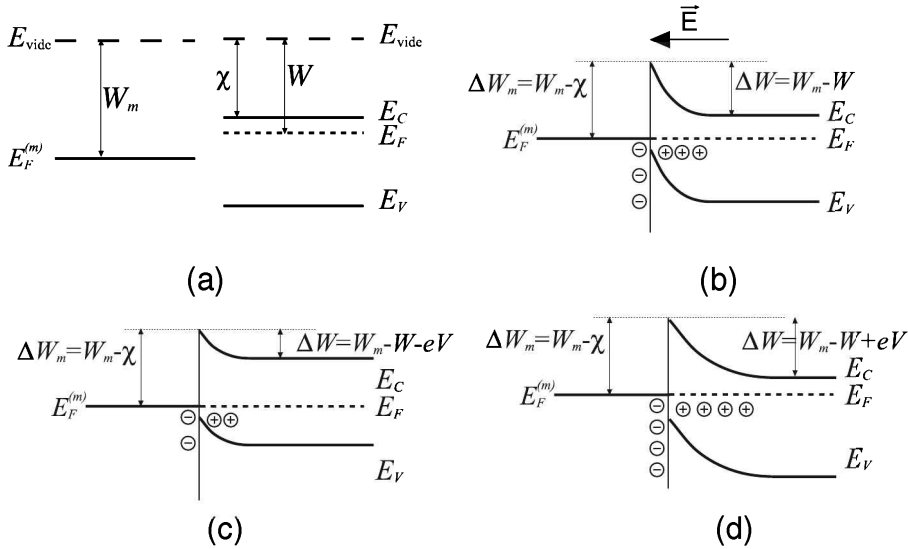 E_vide E_vide
W_m χ W
E_C
E_F
E_F^(m)
E_V
(a)
E⃗
ΔW_m=W_m-χ ΔW=W_m-W
E_C
E_F^(m) E_F
⊖ ⊕⊕⊕
⊖
⊖ E_V
(b)
ΔW_m=W_m-χ ΔW=W_m-W-eV
E_C
E_F^(m) E_F
⊖ ⊕⊕
⊖
E_V
(c)
ΔW_m=W_m-χ ΔW=W_m-W+eV
E_C
E_F^(m) E_F
⊖ ⊕ ⊕ ⊕ ⊕
⊖
⊖ E_V
⊖
(d)